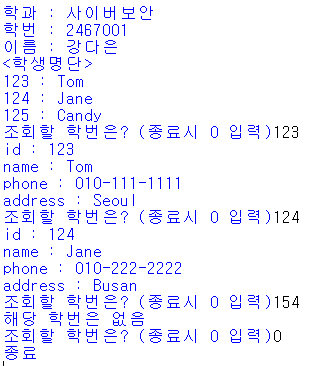 학과 : 사이버보안
학번 : 2467001
이름 : 강다은
<학생명단>
123 : Tom
124 : Jane
125 : Candy
조회할 학번은? (종료시 0 입력)123
id : 123
name : Tom
phone : 010-111-1111
address : Seoul
조회할 학번은? (종료시 0 입력)124
id : 124
name : Jane
phone : 010-222-2222
address : Busan
조회할 학번은? (종료시 0 입력)154
해당 학번은 없음
조회할 학번은? (종료시 0 입력)0
종료